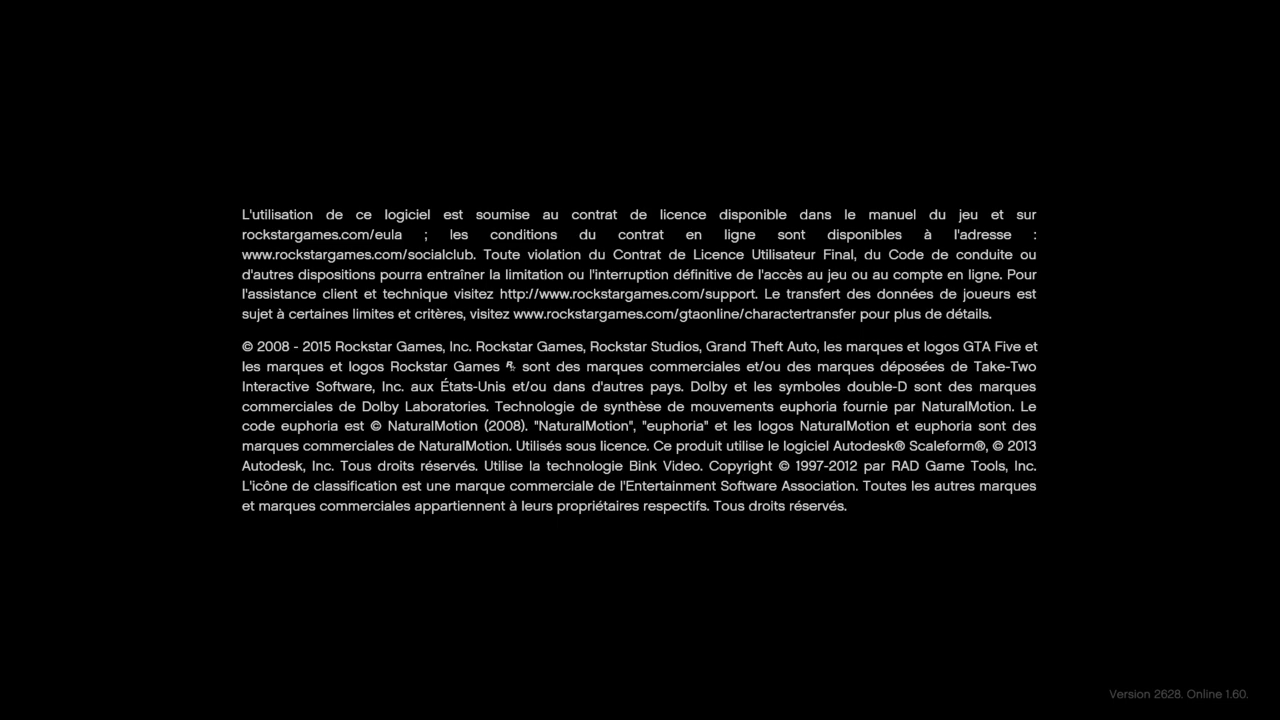 L'utilisation de ce logiciel est soumise au contrat de licence disponible dans le manuel du jeu et sur
rockstargames.com/eula ; les conditions du contrat en ligne sont disponibles à l'adresse :
www.rockstargames.com/socialclub. Toute violation du Contrat de Licence Utilisateur Final, du Code de conduite ou
d'autres dispositions pourra entraîner la limitation ou l'interruption définitive de l'accès au jeu ou au compte en ligne. Pour
l'assistance client et technique visitez http://www.rockstargames.com/support. Le transfert des données de joueurs est
sujet à certaines limites et critères, visitez www.rockstargames.com/gtaonline/charactertransfer pour plus de détails.
© 2008 - 2015 Rockstar Games, Inc. Rockstar Games, Rockstar Studios, Grand Theft Auto, les marques et logos GTA Five et
les marques et logos Rockstar Games R* sont des marques commerciales et/ou des marques déposées de Take-Two
Interactive Software, Inc. aux États-Unis et/ou dans d'autres pays. Dolby et les symboles double-D sont des marques
commerciales de Dolby Laboratories. Technologie de synthèse de mouvements euphoria fournie par NaturalMotion. Le
code euphoria est © NaturalMotion (2008). "NaturalMotion", "euphoria" et les logos NaturalMotion et euphoria sont des
marques commerciales de NaturalMotion. Utilisés sous licence. Ce produit utilise le logiciel Autodesk® Scaleform®, © 2013
Autodesk, Inc. Tous droits réservés. Utilise la technologie Bink Video. Copyright © 1997-2012 par RAD Game Tools, Inc.
L'icône de classification est une marque commerciale de l'Entertainment Software Association. Toutes les autres marques
et marques commerciales appartiennent à leurs propriétaires respectifs. Tous droits réservés.
Version 2628. Online 1.60.